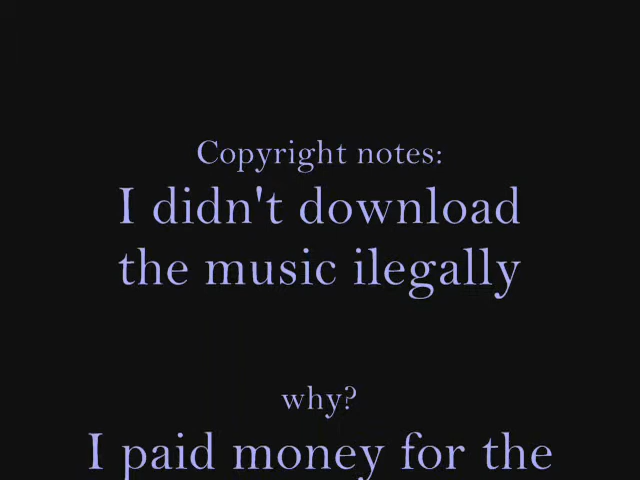 Copyright notes:
I didn't download
the music ilegally
why?
I paid money for the